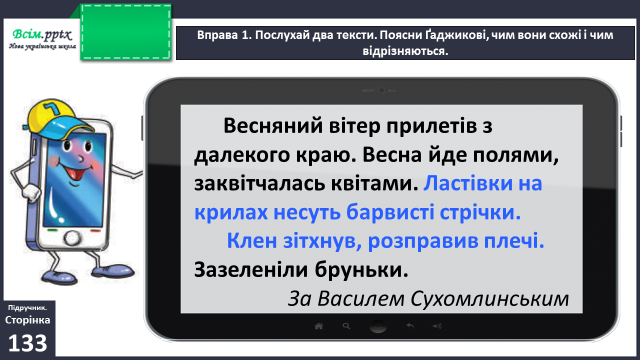 Всім.pptx
Нова українська школа
Вправа 1. Послухай два тексти. Поясни Ґаджикові, чим вони схожі і чим
відрізняються.
Весняний вітер прилетів з
далекого краю. Весна йде полями,
заквітчалась квітами. Ластівки на
крилах несуть барвисті стрічки.
Клен зітхнув, розправив плечі.
Зазеленіли бруньки.
За Василем Сухомлинським
Підручник.
Сторінка
133